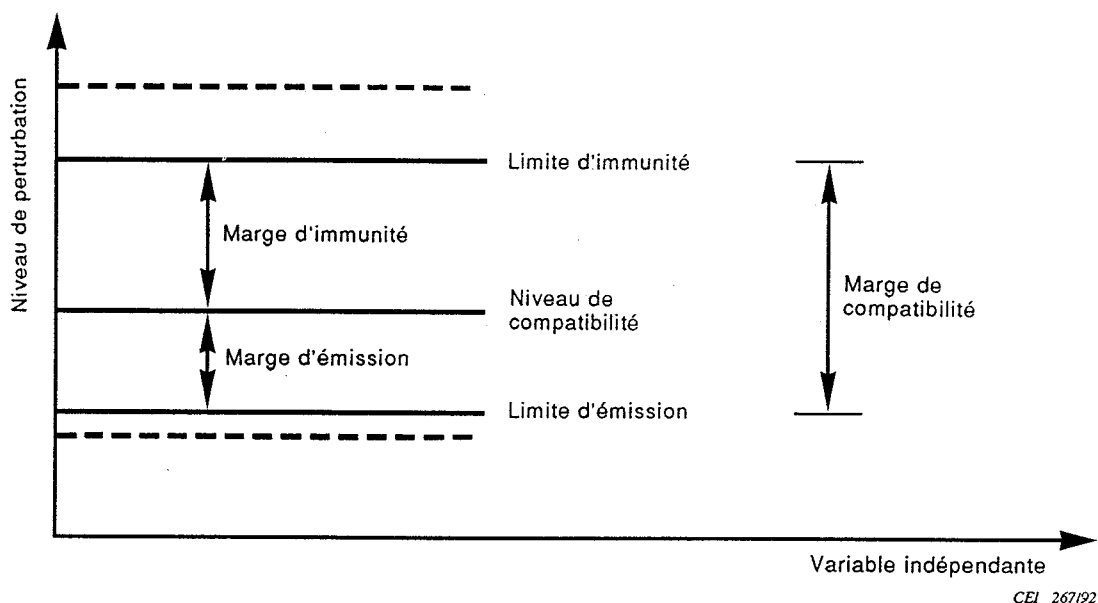 Niveau de perturbation
Limite d'immunité
Marge d'immunité
Marge de
compatibilité
Niveau de
compatibilité
Marge d'émission
Limite d'émission
Variable indépendante
CEI 267/92